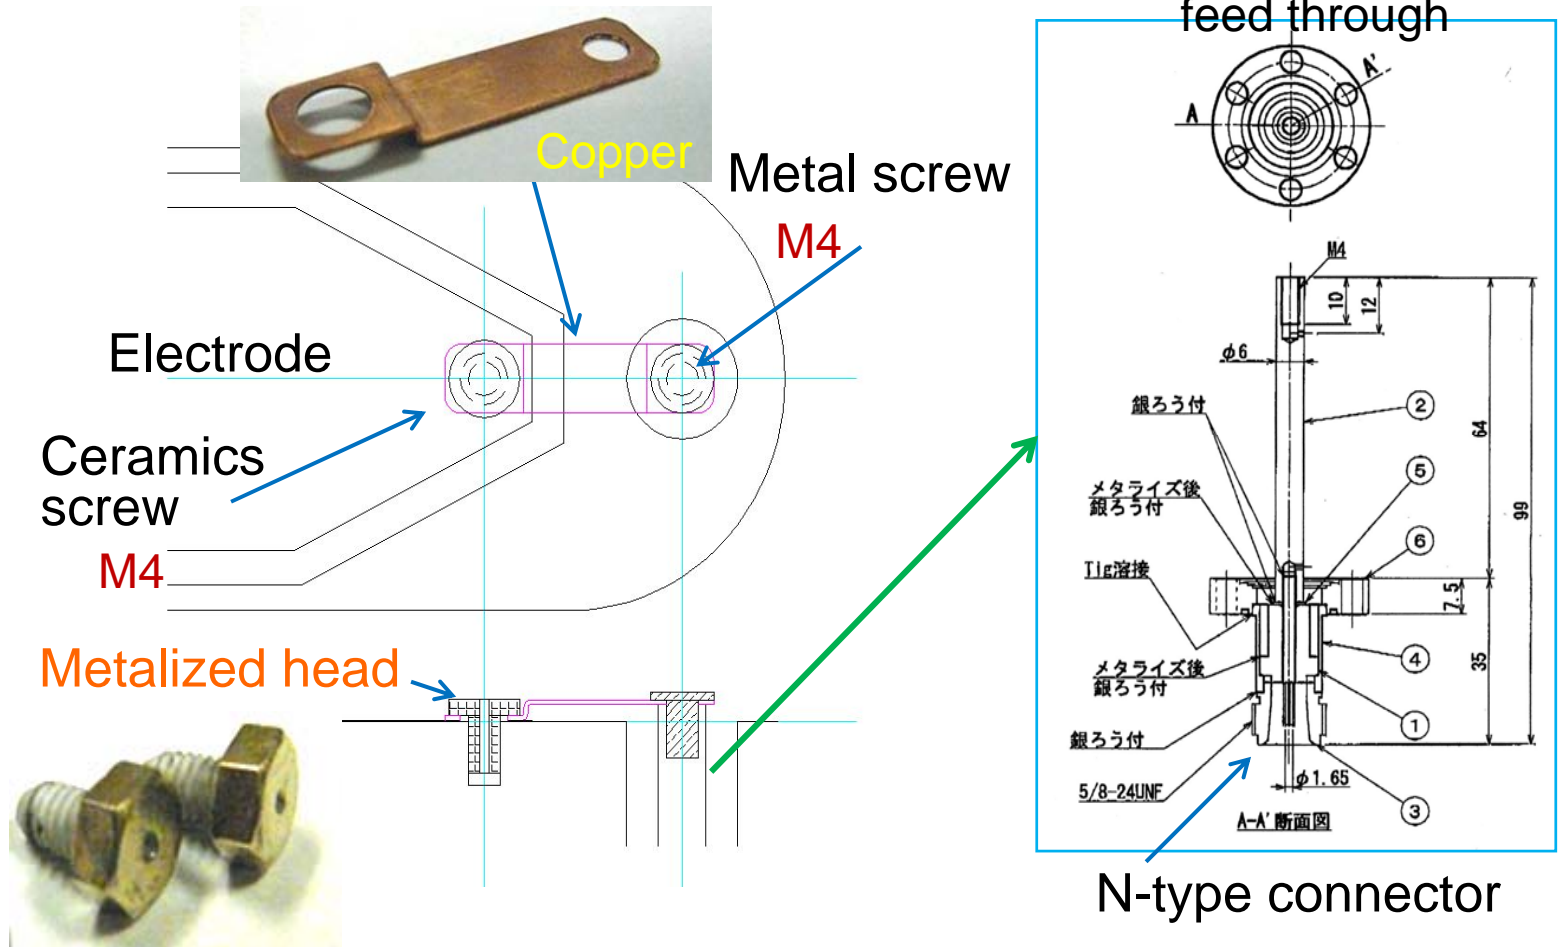 feed through
Copper
Metal screw
M4
Electrode
Ceramics
screw
M4
Metalized head
A
A'
M4
10
12
φ6
銀ろう付
②
64
⑤
メタライズ後
銀ろう付
99
⑥
Tig溶接
7.5
④
35
メタライズ後
銀ろう付
①
銀ろう付
φ1.65
5/8-24UNF
③
A-A' 断面図
N-type connector